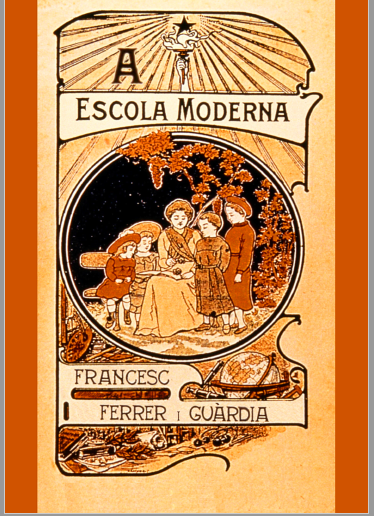 A
ESCOLA MODERNA
FRANCESC
FERRER i GUÀRDIA